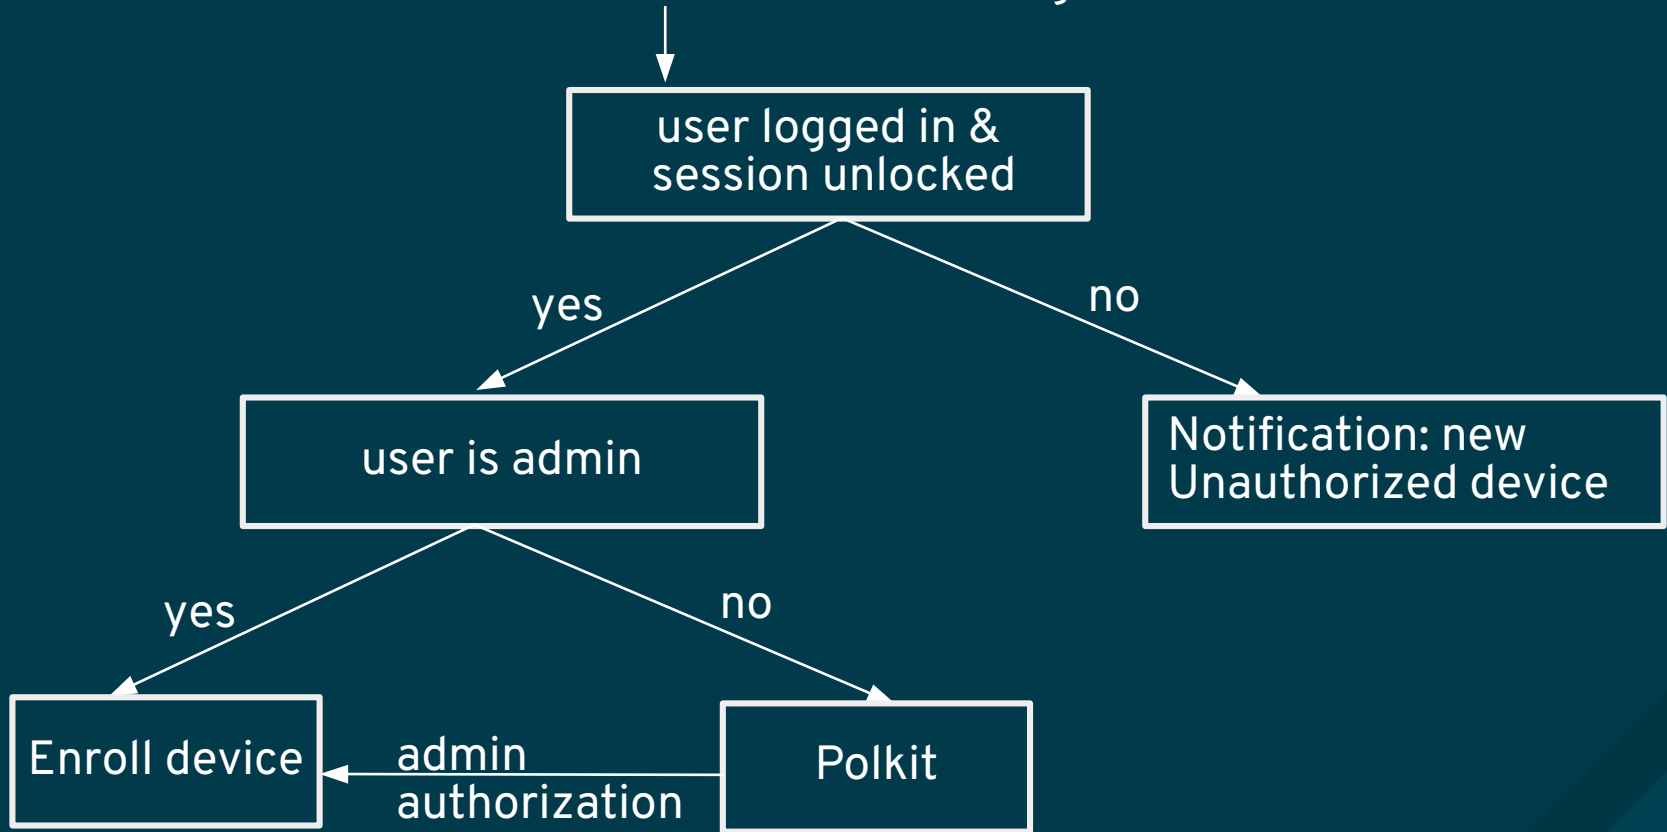 user logged in &
session unlocked
yes
no
user is admin
Notification: new
Unauthorized device
yes
no
Enroll device
admin
authorization
Polkit